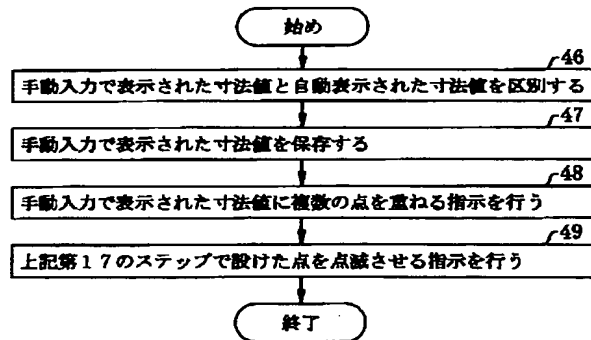 始め
46
手動入力で表示された寸法値と自動表示された寸法値を区別する
47
手動入力で表示された寸法値を保存する
48
手動入力で表示された寸法値に複数の点を重ねる指示を行う
49
上記第17のステップで設けた点を点滅させる指示を行う
終了